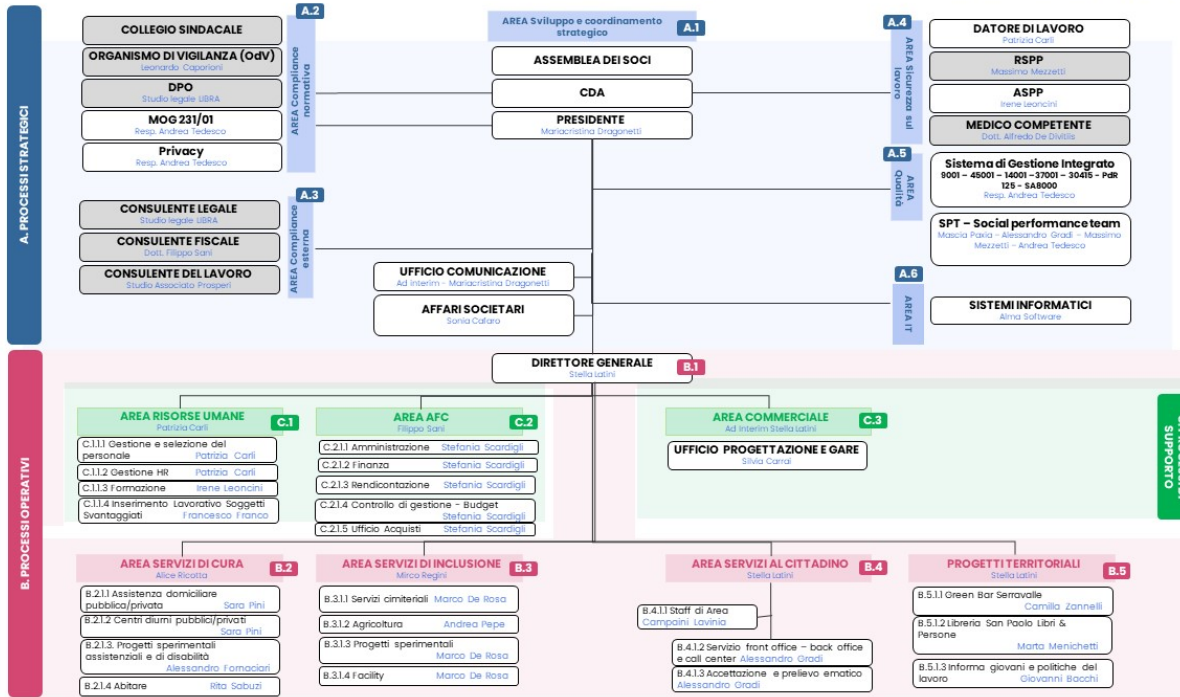 A. PROCESSI STRATEGICI
A.2
AREA Compliance
normativa
COLLEGIO SINDACALE
ORGANISMO DI VIGILANZA (OdV)
Leonardo Caporioni
DPO
Studio legale LIBRA
MOG 231/01
Resp. Andrea Tedesco
Privacy
Resp. Andrea Tedesco
A.3
AREA Compliance
esterna
CONSULENTE LEGALE
Studio legale LIBRA
CONSULENTE FISCALE
Dott. Filippo Sani
CONSULENTE DEL LAVORO
Studio Associato Prosperi
AREA Sviluppo e coordinamento
strategico
A.1
ASSEMBLEA DEI SOCI
CDA
PRESIDENTE
Mariacristina Dragonetti
UFFICIO COMUNICAZIONE
Ad interim - Mariacristina Dragonetti
AFFARI SOCIETARI
Sonia Cafaro
A.4
AREA Sicurezza sul
lavoro
DATORE DI LAVORO
Patrizia Carli
RSPP
Massimo Mezzetti
ASPP
Irene Leoncini
MEDICO COMPETENTE
Dott. Alfredo De Divitiis
A.5
AREA
Qualità
Sistema di Gestione Integrato
9001 – 45001 – 14001 –37001 – 30415 - PdR
125 - SA8000
Resp. Andrea Tedesco
SPT – Social performance team
Mascia Paxia - Alessandro Gradi - Massimo
Mezzetti - Andrea Tedesco
A.6
AREA IT
SISTEMI INFORMATICI
Alma Software
B. PROCESSI OPERATIVI
DIRETTORE GENERALE
Stella Latini
B.1
AREA RISORSE UMANE
Patrizia Carli
C.1
C.1.1.1 Gestione e selezione del
personale Patrizia Carli
C.1.1.2 Gestione HR Patrizia Carli
C.1.1.3 Formazione Irene Leoncini
C.1.1.4 Inserimento Lavorativo Soggetti
Svantaggiati Francesco Franco
AREA AFC
Filippo Sani
C.2
C.2.1.1 Amministrazione Stefania Scardigli
C.2.1.2 Finanza Stefania Scardigli
C.2.1.3 Rendicontazione Stefania Scardigli
C.2.1.4 Controllo di gestione - Budget
Stefania Scardigli
C.2.1.5 Ufficio Acquisti Stefania Scardigli
AREA COMMERCIALE
Ad Interim Stella Latini
C.3
UFFICIO PROGETTAZIONE E GARE
Silvia Carrai
SUPPORTO
AREA SERVIZI DI CURA
Alice Ricotta
B.2
B.2.1.1 Assistenza domiciliare
pubblica/privata Sara Pini
B.2.1.2 Centri diurni pubblici/privati
Sara Pini
B.2.1.3. Progetti sperimentali
assistenziali e di disabilità
Alessandro Fornaciari
B.2.1.4 Abitare Rita Sabuzi
AREA SERVIZI DI INCLUSIONE
Mirco Regini
B.3
B.3.1.1 Servizi cimiteriali Marco De Rosa
B.3.1.2 Agricoltura Andrea Pepe
B.3.1.3 Progetti sperimentali
Marco De Rosa
B.3.1.4 Facility Marco De Rosa
AREA SERVIZI AL CITTADINO
Stella Latini
B.4
B.4.1.1 Staff di Area
Campaini Lavinia
B.4.1.2 Servizio front office – back office
e call center Alessandro Gradi
B.4.1.3 Accettazione e prelievo ematico
Alessandro Gradi
PROGETTI TERRITORIALI
Stella Latini
B.5
B.5.1.1 Green Bar Serravalle
Camilla Zannelli
B.5.1.2 Libreria San Paolo Libri &
Persone
Marta Menichetti
B.5.1.3 Informa giovani e politiche del
lavoro Giovanni Bacchi